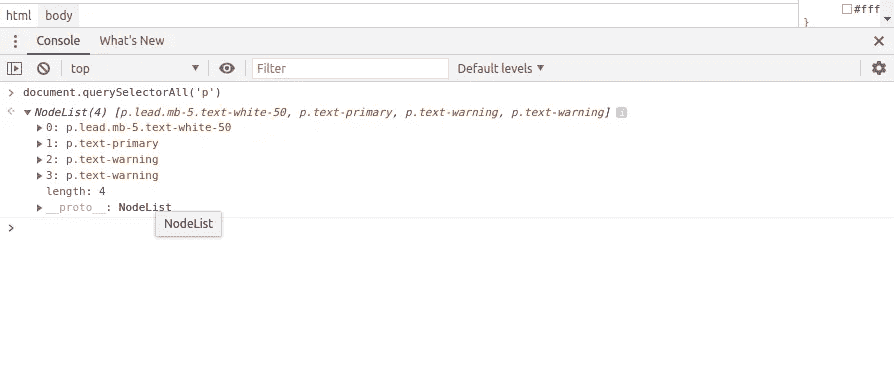 html body
#fff
}
Console What's New
top Filter Default levels
document.querySelectorAll('p')
NodeList(4) [p.lead.mb-5.text-white-50, p.text-primary, p.text-warning, p.text-warning] i
0: p.lead.mb-5.text-white-50
1: p.text-primary
2: p.text-warning
3: p.text-warning
length: 4
__proto__: NodeList
NodeList